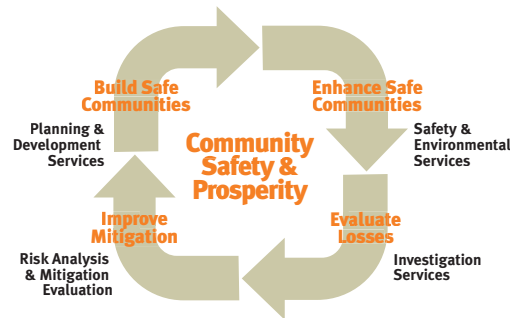 Build Safe
Communities
Enhance Safe
Communities
Planning &
Development
Services
Safety &
Environmental
Services
Community
Safety &
Prosperity
Improve
Mitigation
Evaluate
Losses
Risk Analysis
& Mitigation
Evaluation
Investigation
Services